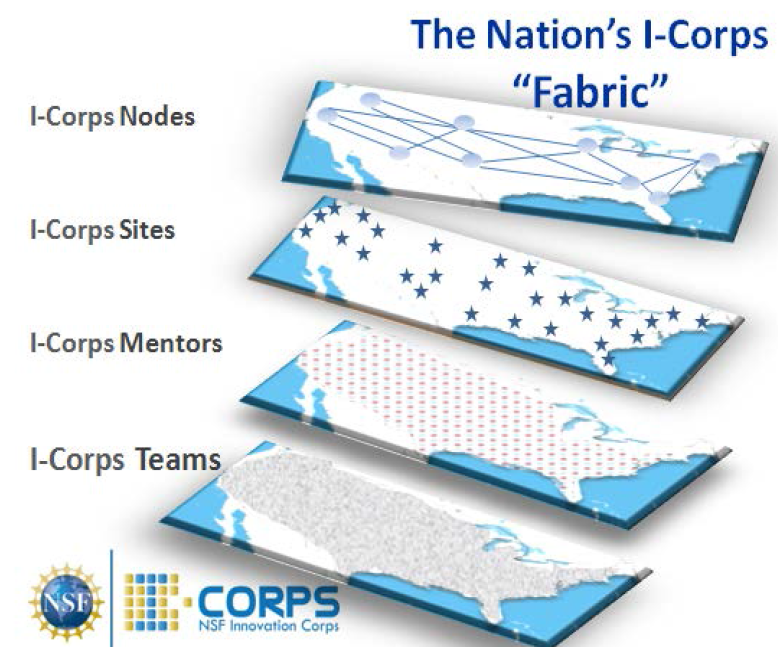 The Nation's I-Corps
“Fabric”
I-Corps Nodes
I-Corps Sites
I-Corps Mentors
I-Corps Teams
NSF
I-CORPS
NSF Innovation Corps